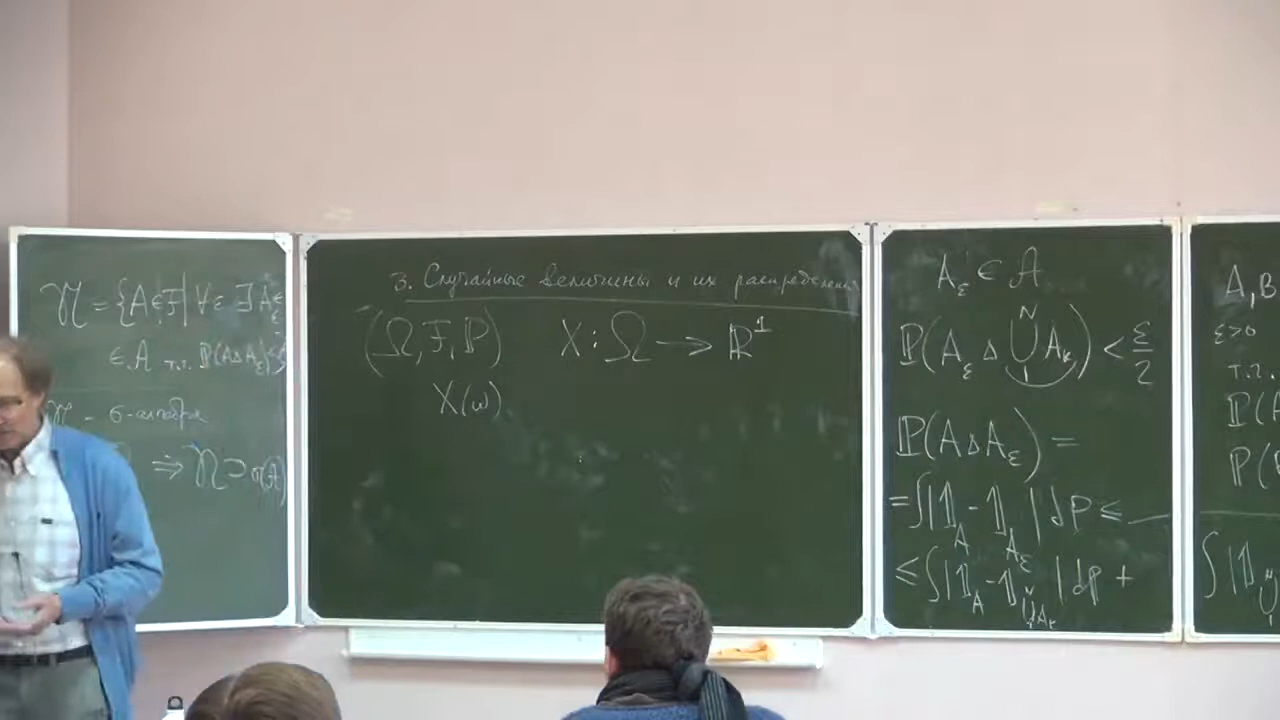 𝔑 = {A∈F | ∀ε ∃ A_ε
∈ A т.ч. ℙ(A△A_ε)<ε
𝔑 - σ-алгебра
⇒ 𝔑 ⊃ σ(A)
3. Случайные величины и их распределения
(Ω, F, ℙ) X : Ω → ℝ¹
X(ω)
A_ε ∈ A
ℙ(A_ε △ ⋃₁ᴺ A_k) < ε/2
ℙ(A△A_ε) =
= ∫|𝟙_A - 𝟙_{A_ε}| dP ≤
≤ ∫|𝟙_A - 𝟙_{⋃A_k}| dℙ +
A, B
ε>0
т.ч.
ℙ(A
ℙ(
∫|𝟙_⋃